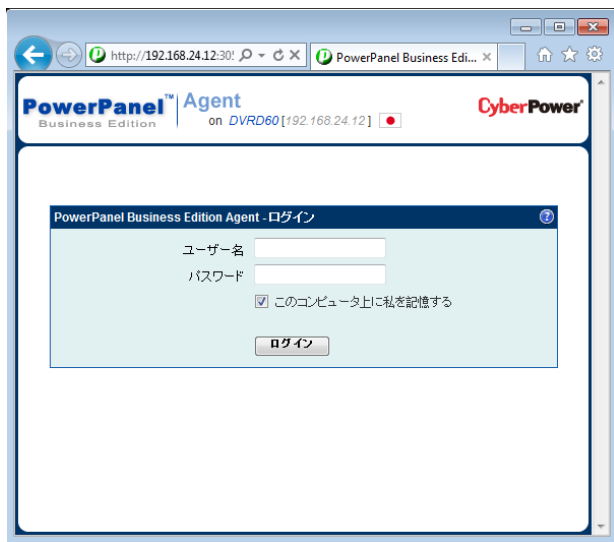 http://192.168.24.12:305
PowerPanel Business Edi...
PowerPanel™ Agent
Business Edition
on DVRD60 [192.168.24.12]
CyberPower
PowerPanel Business Edition Agent - ログイン
ユーザー名
パスワード
このコンピュータ上に私を記憶する
ログイン